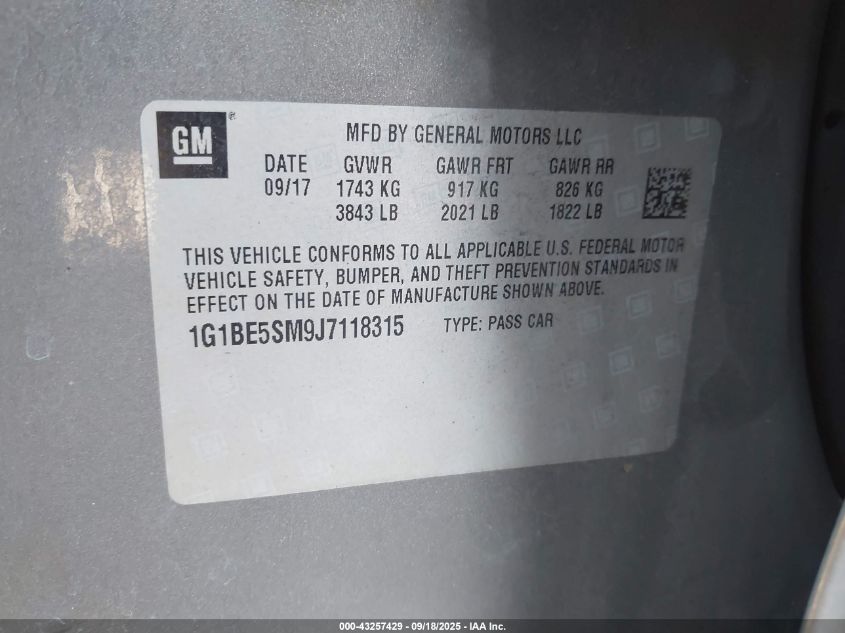 GM®
MFD BY GENERAL MOTORS LLC
DATE GVWR GAWR FRT GAWR RR
09/17 1743 KG 917 KG 826 KG
3843 LB 2021 LB 1822 LB
THIS VEHICLE CONFORMS TO ALL APPLICABLE U.S. FEDERAL MOTOR
VEHICLE SAFETY, BUMPER, AND THEFT PREVENTION STANDARDS IN
EFFECT ON THE DATE OF MANUFACTURE SHOWN ABOVE.
1G1BE5SM9J7118315 TYPE: PASS CAR
000-43257429 - 09/18/2025 - IAA Inc.